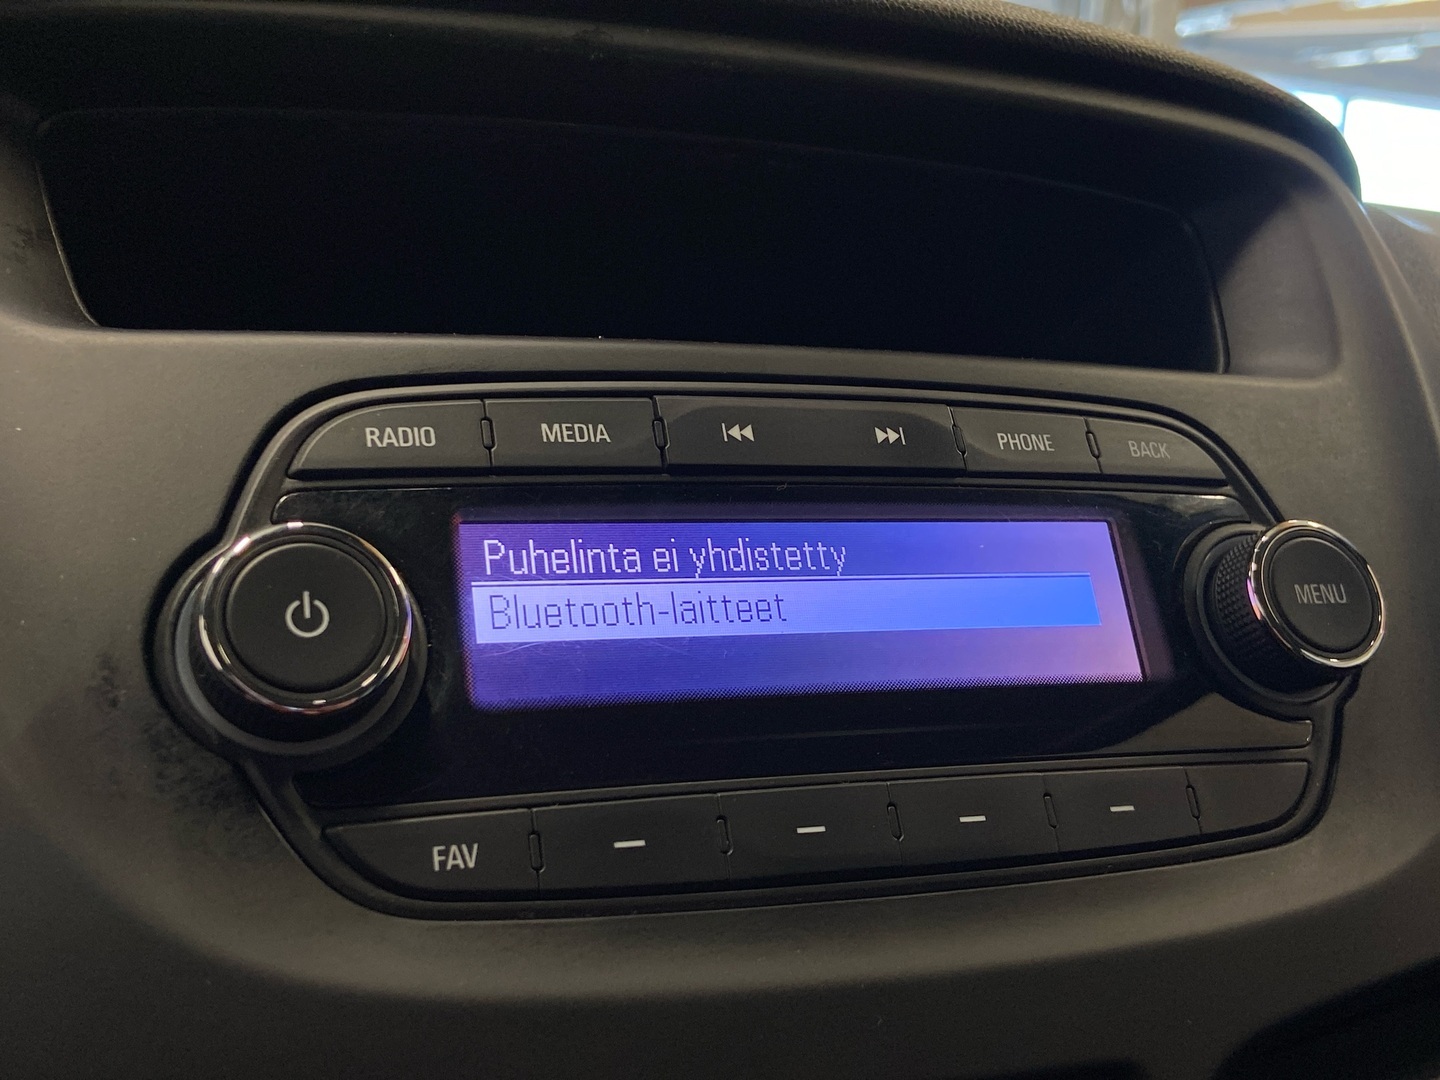 RADIO MEDIA PHONE BACK
Puhelinta ei yhdistetty
Bluetooth-laitteet
MENU
FAV